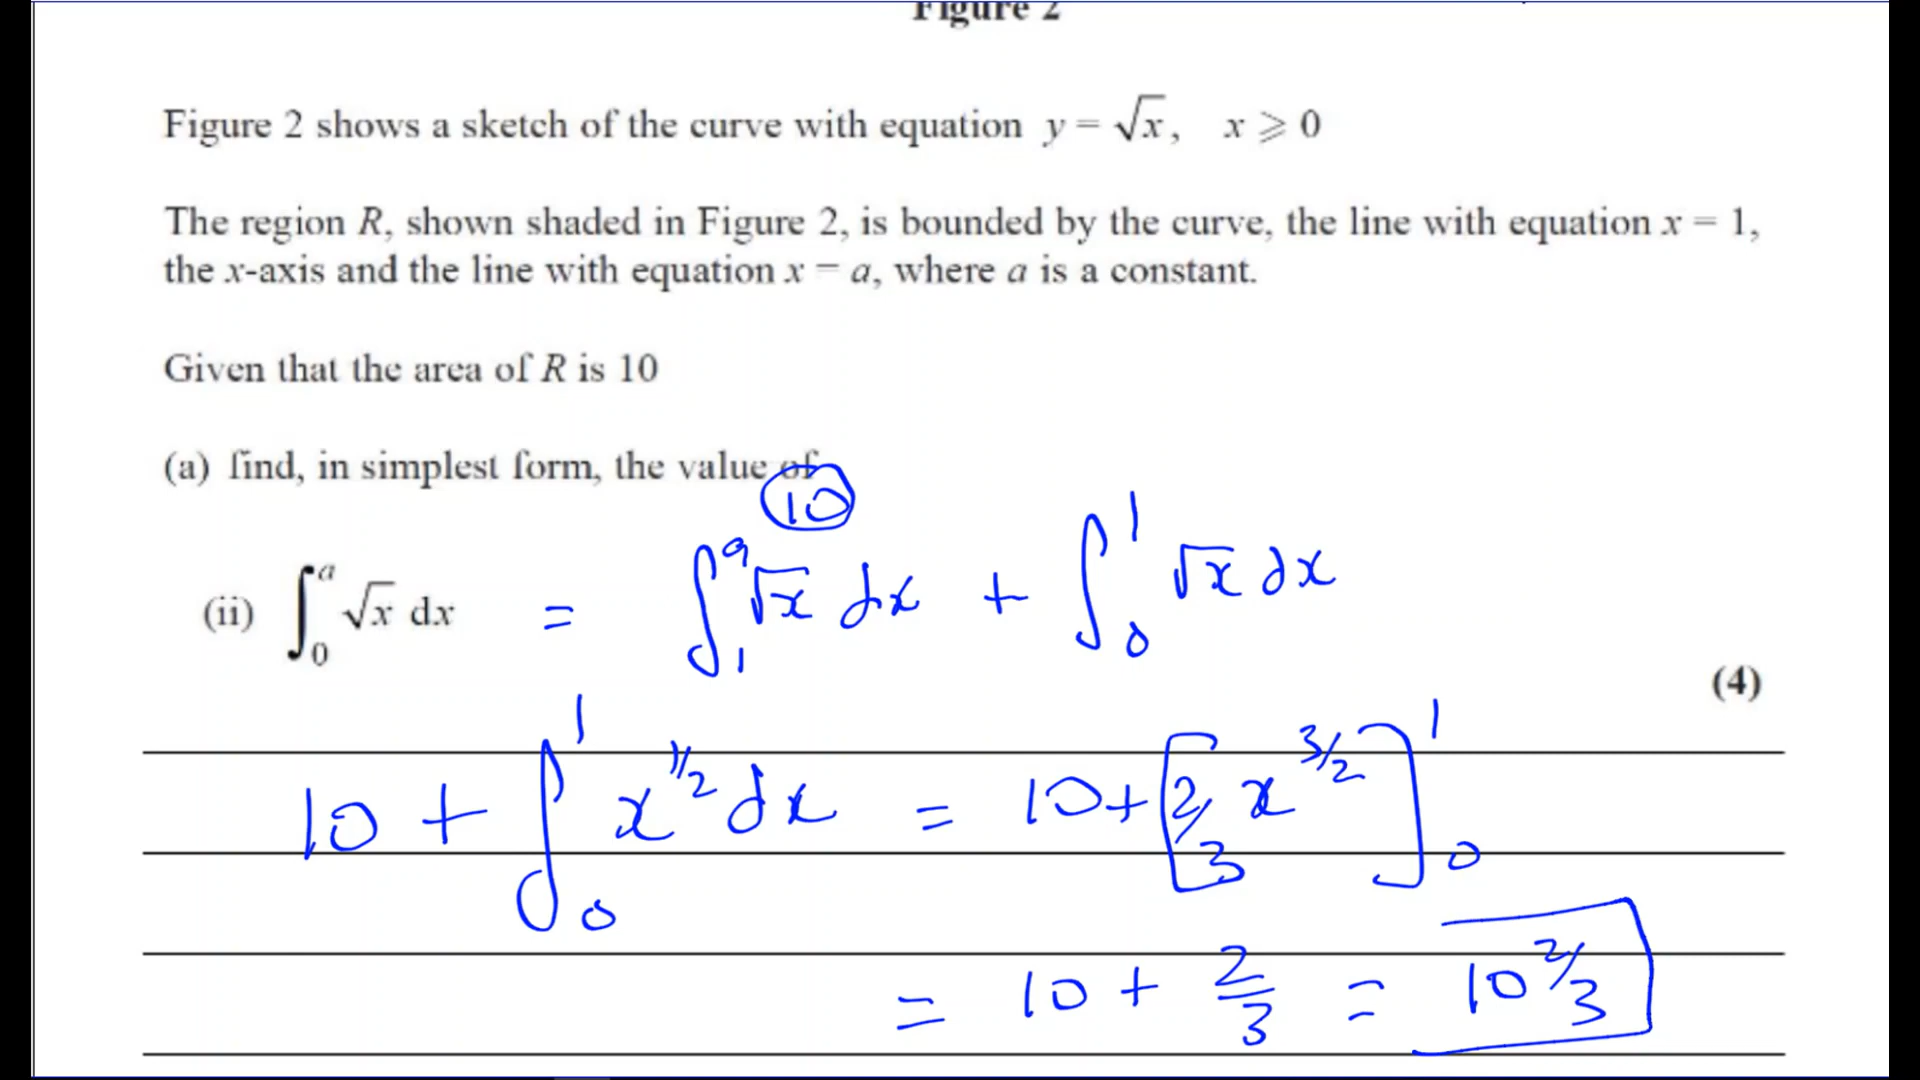 Figure 2
Figure 2 shows a sketch of the curve with equation y = √x, x ⩾ 0
The region R, shown shaded in Figure 2, is bounded by the curve, the line with equation x = 1,
the x-axis and the line with equation x = a, where a is a constant.
Given that the area of R is 10
(a) find, in simplest form, the value of
10
(ii) ∫₀ᵃ √x dx = ∫₁ᵃ √x dx + ∫₀¹ √x dx
(4)
10 + ∫₀¹ x^{1/2} dx = 10 + [2/3 x^{3/2}]₀¹
= 10 + 2/3 = 10 2/3